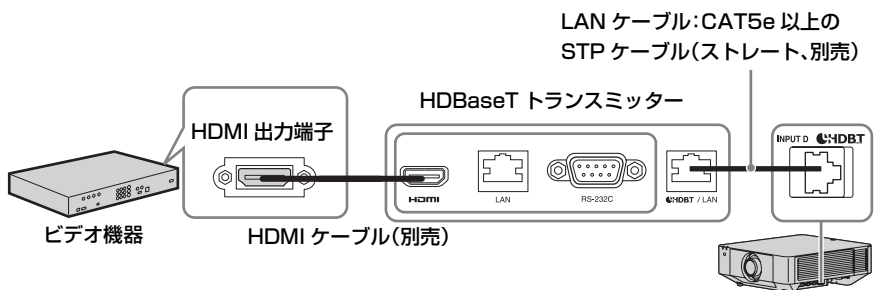 LAN ケーブル：CAT5e 以上の
STP ケーブル（ストレート、別売）
HDBaseT トランスミッター
HDMI 出力端子
INPUT D HDBT
HDMI
LAN
RS-232C
HDBT / LAN
ビデオ機器
HDMI ケーブル（別売）